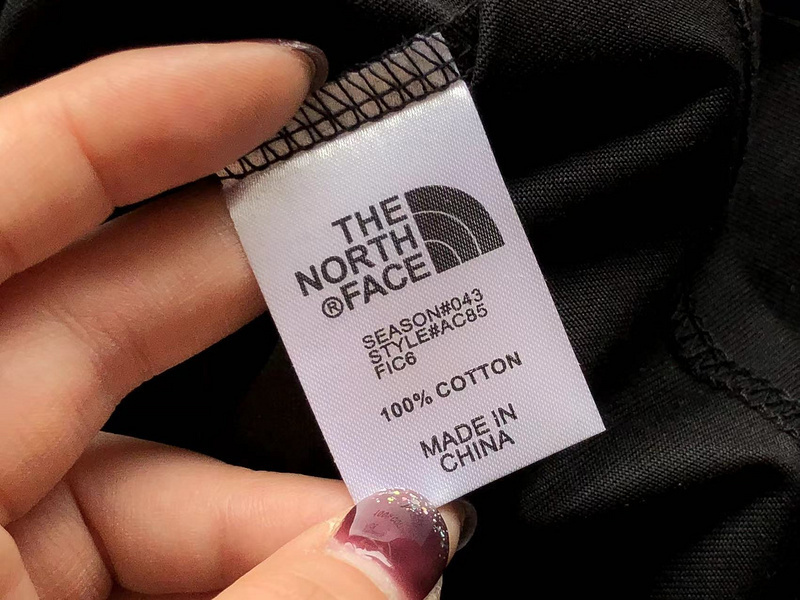 THE
NORTH
®FACE
SEASON#043
STYLE#AC85
FIC6
100% COTTON
MADE IN
CHINA